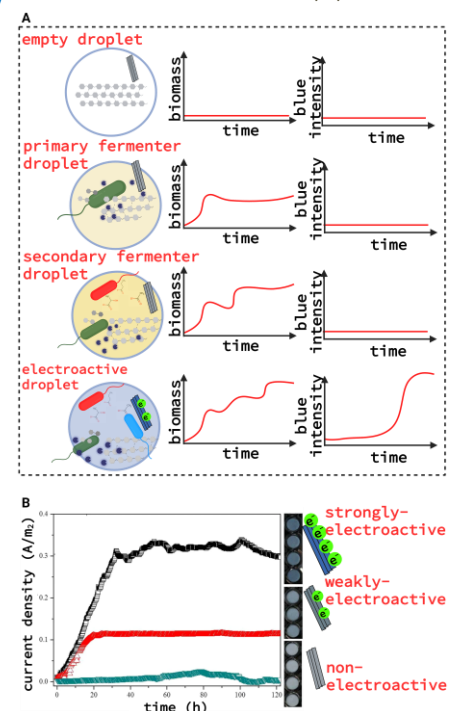 A
empty droplet
biomass
time
blue
intensity
time
primary fermenter
droplet
biomass
time
blue
intensity
time
secondary fermenter
droplet
biomass
time
blue
intensity
time
electroactive
droplet
e
e
biomass
time
blue
intensity
time
B
current density (A/m2)
0.4
0.3
0.2
0.1
0.0
0
20
40
60
80
100
120
time (h)
e
e
e
e
strongly-
electroactive
e
e
weakly-
electroactive
non-
electroactive